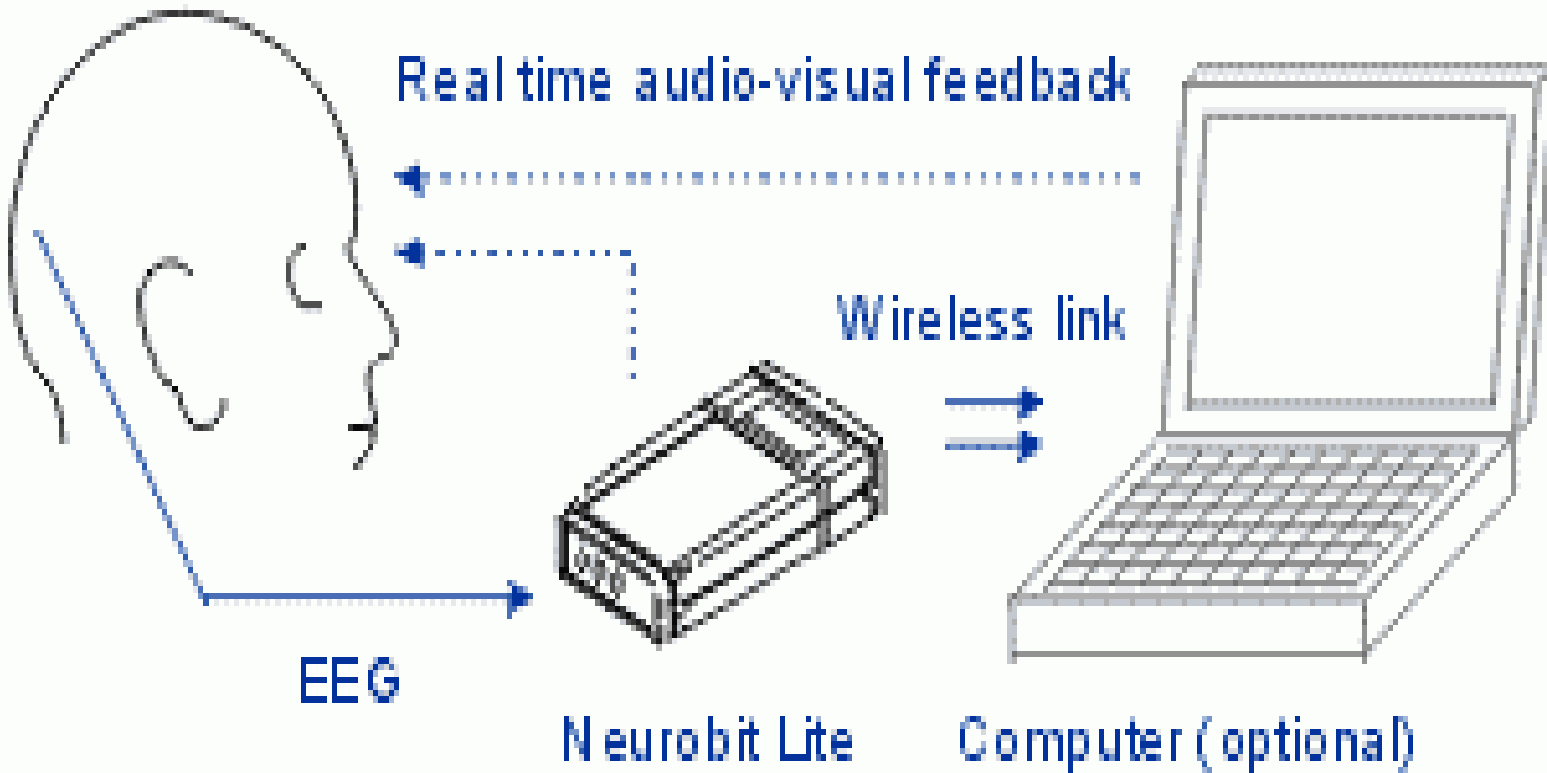 Real time audio-visual feedback
Wireless link
EEG
Neurobit Lite
Computer (optional)